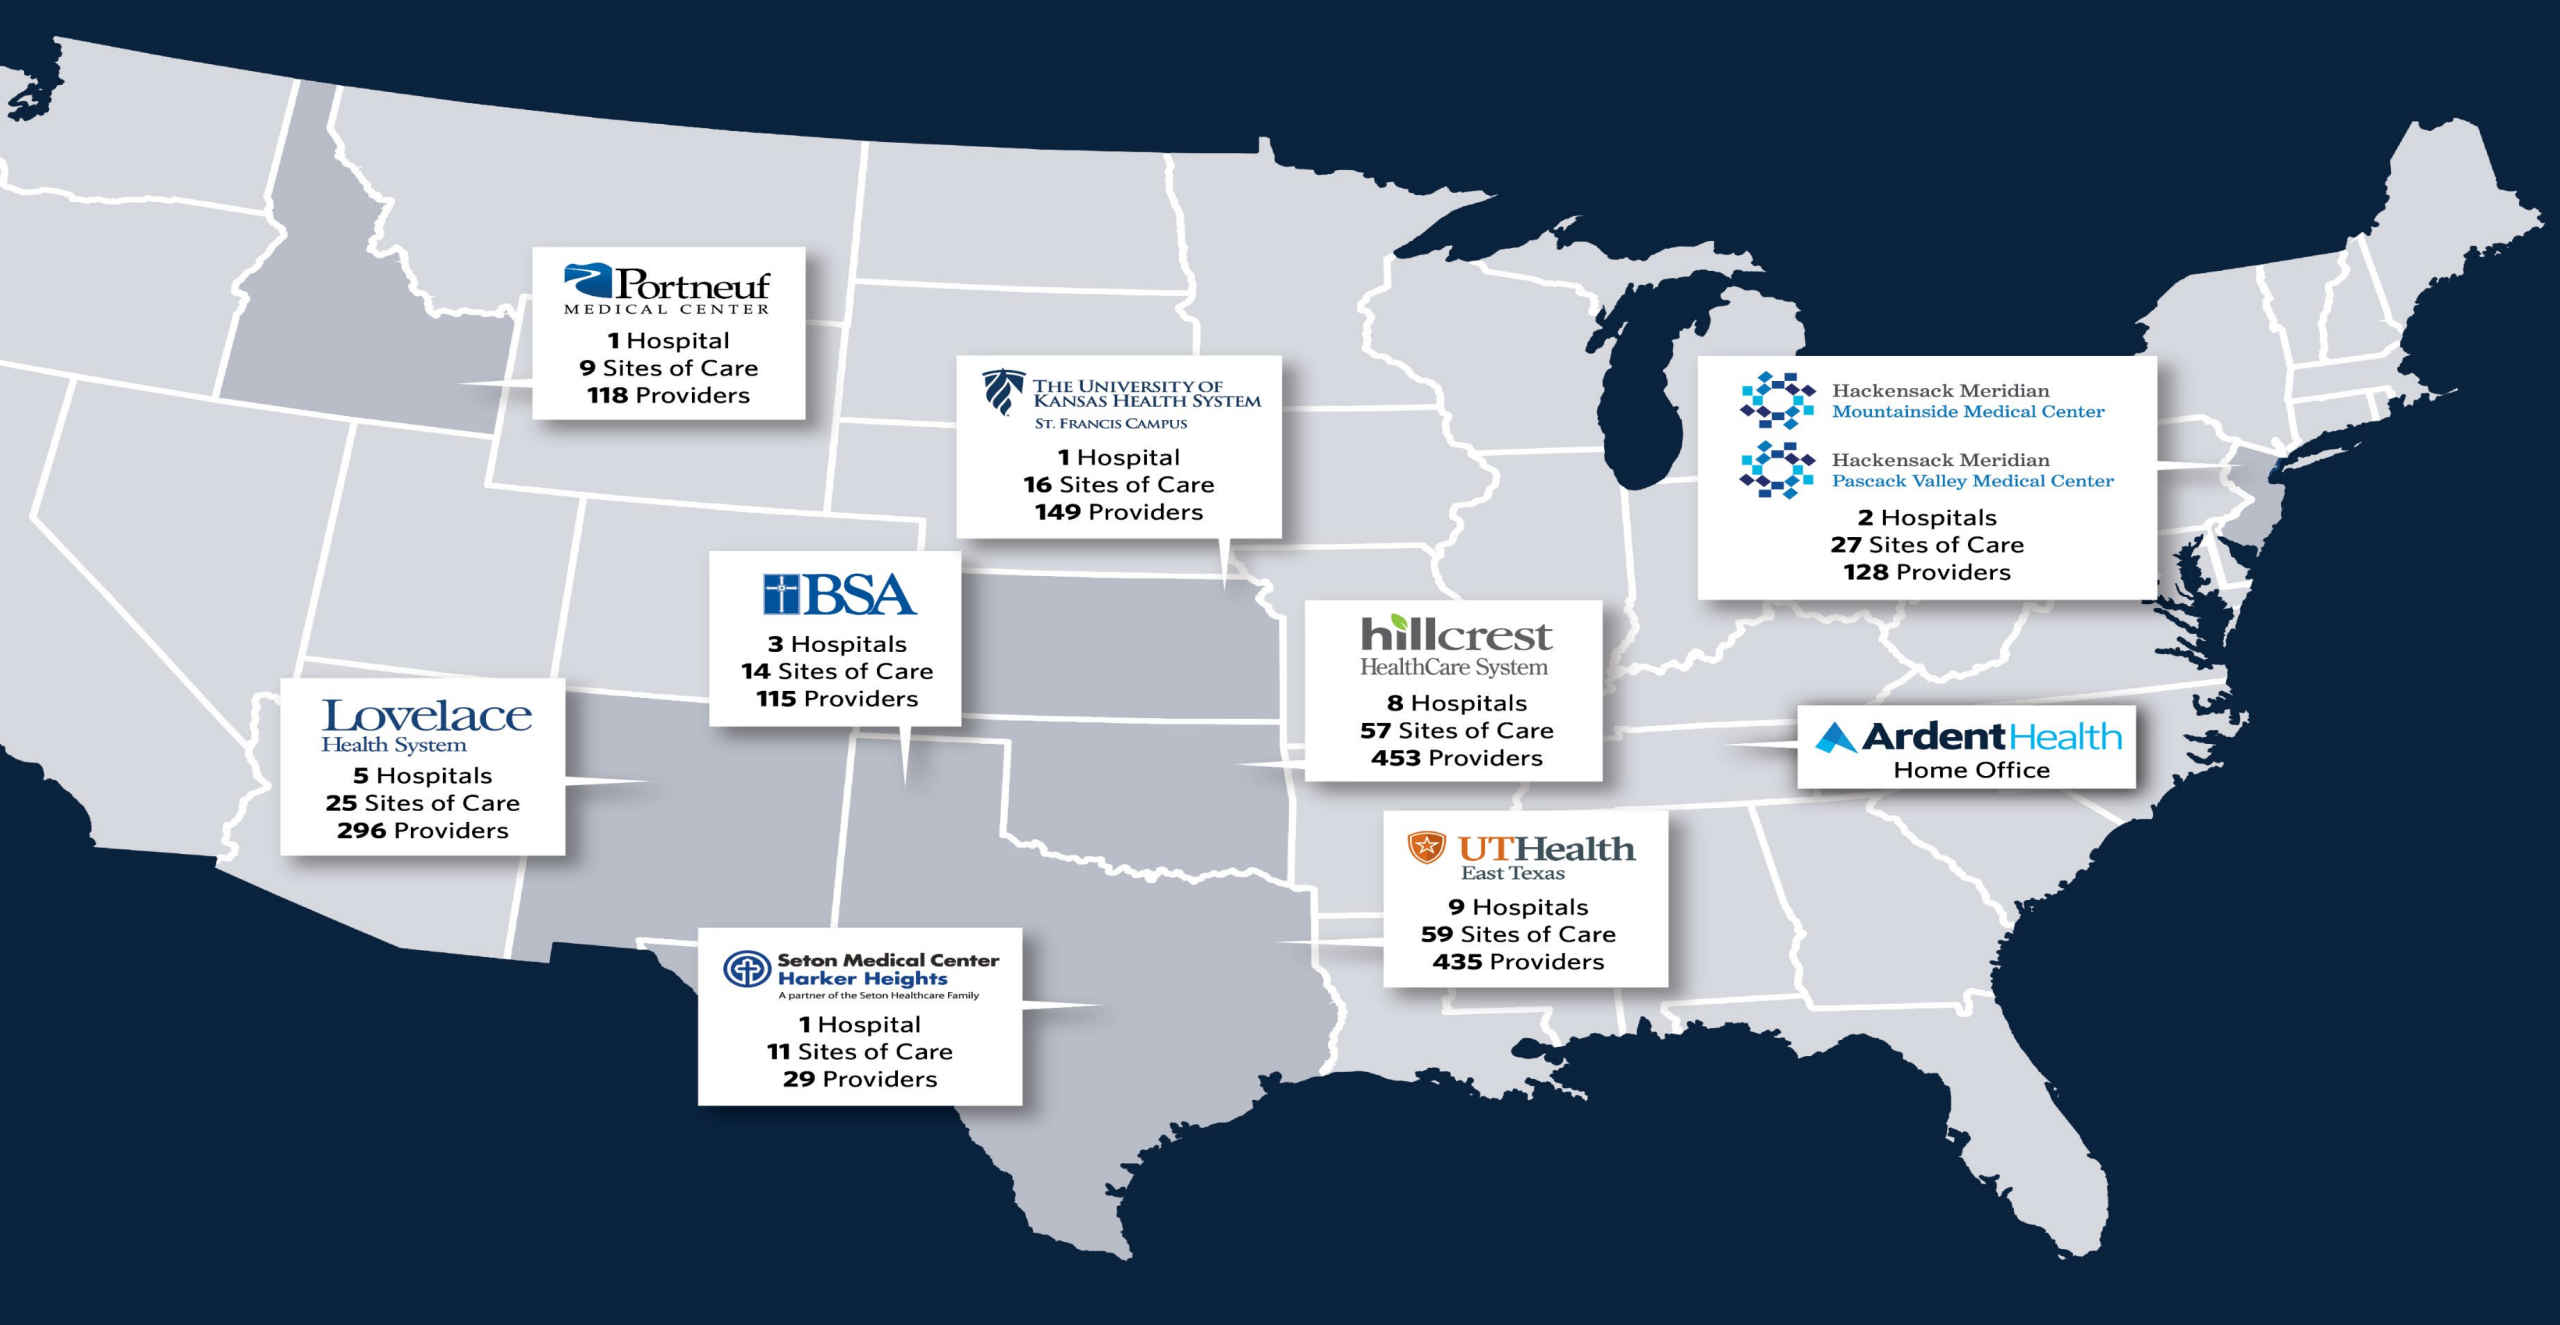 Portneuf
MEDICAL CENTER
1 Hospital
9 Sites of Care
118 Providers
THE UNIVERSITY OF
KANSAS HEALTH SYSTEM
ST. FRANCIS CAMPUS
1 Hospital
16 Sites of Care
149 Providers
Hackensack Meridian
Mountainside Medical Center
Hackensack Meridian
Pascack Valley Medical Center
2 Hospitals
27 Sites of Care
128 Providers
BSA
3 Hospitals
14 Sites of Care
115 Providers
hillcrest
HealthCare System
8 Hospitals
57 Sites of Care
453 Providers
Lovelace
Health System
5 Hospitals
25 Sites of Care
296 Providers
ArdentHealth
Home Office
UTHealth
East Texas
9 Hospitals
59 Sites of Care
435 Providers
Seton Medical Center
Harker Heights
A partner of the Seton Healthcare Family
1 Hospital
11 Sites of Care
29 Providers